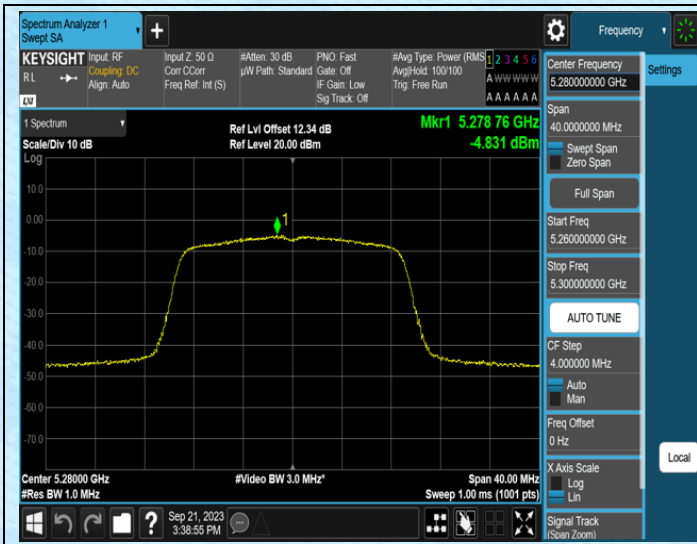 Spectrum Analyzer 1
Swept SA
Frequency
KEYSIGHT
R L
LXI
Input: RF
Coupling: DC
Align: Auto
Input Z: 50 Ω
Corr CCorr
Freq Ref: Int (S)
#Atten: 30 dB
µW Path: Standard
PNO: Fast
Gate: Off
IF Gain: Low
Sig Track: Off
#Avg Type: Power (RMS
Avg|Hold: 100/100
Trig: Free Run
1 2 3 4 5 6
A W W W W W
A A A A A A
1 Spectrum
Scale/Div 10 dB
Ref Lvl Offset 12.34 dB
Ref Level 20.00 dBm
Mkr1 5.278 76 GHz
-4.831 dBm
Log
10.0
0.00
-10.0
-20.0
-30.0
-40.0
-50.0
-60.0
-70.0
1
Center 5.28000 GHz
#Res BW 1.0 MHz
#Video BW 3.0 MHz*
Span 40.00 MHz
Sweep 1.00 ms (1001 pts)
Sep 21, 2023
3:38:55 PM
Center Frequency
5.280000000 GHz
Span
40.0000000 MHz
Swept Span
Zero Span
Full Span
Start Freq
5.260000000 GHz
Stop Freq
5.300000000 GHz
AUTO TUNE
CF Step
4.000000 MHz
Auto
Man
Freq Offset
0 Hz
X Axis Scale
Log
Lin
Signal Track
(Span Zoom)
Settings
Local